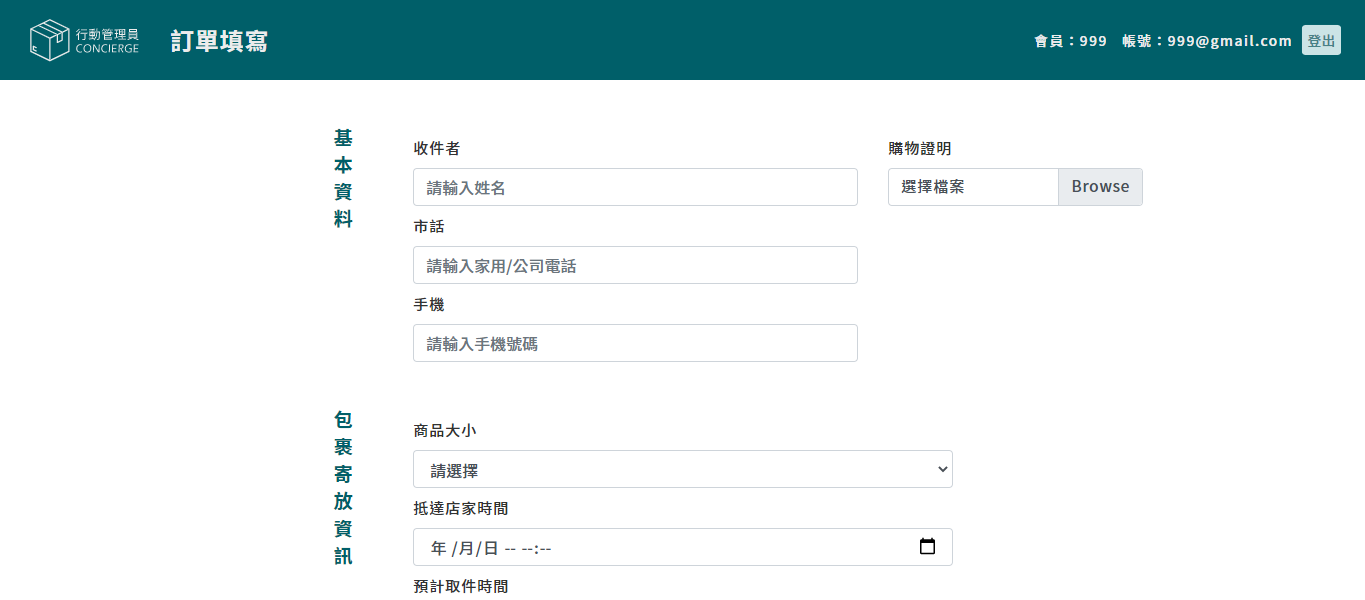 行動管理員
CONCIERGE
訂單填寫
會員：999 帳號：999@gmail.com 登出
基本資料
收件者
請輸入姓名
購物證明
選擇檔案 Browse
市話
請輸入家用/公司電話
手機
請輸入手機號碼
包裹寄放資訊
商品大小
請選擇
抵達店家時間
年 /月/日 -- --:--
預計取件時間